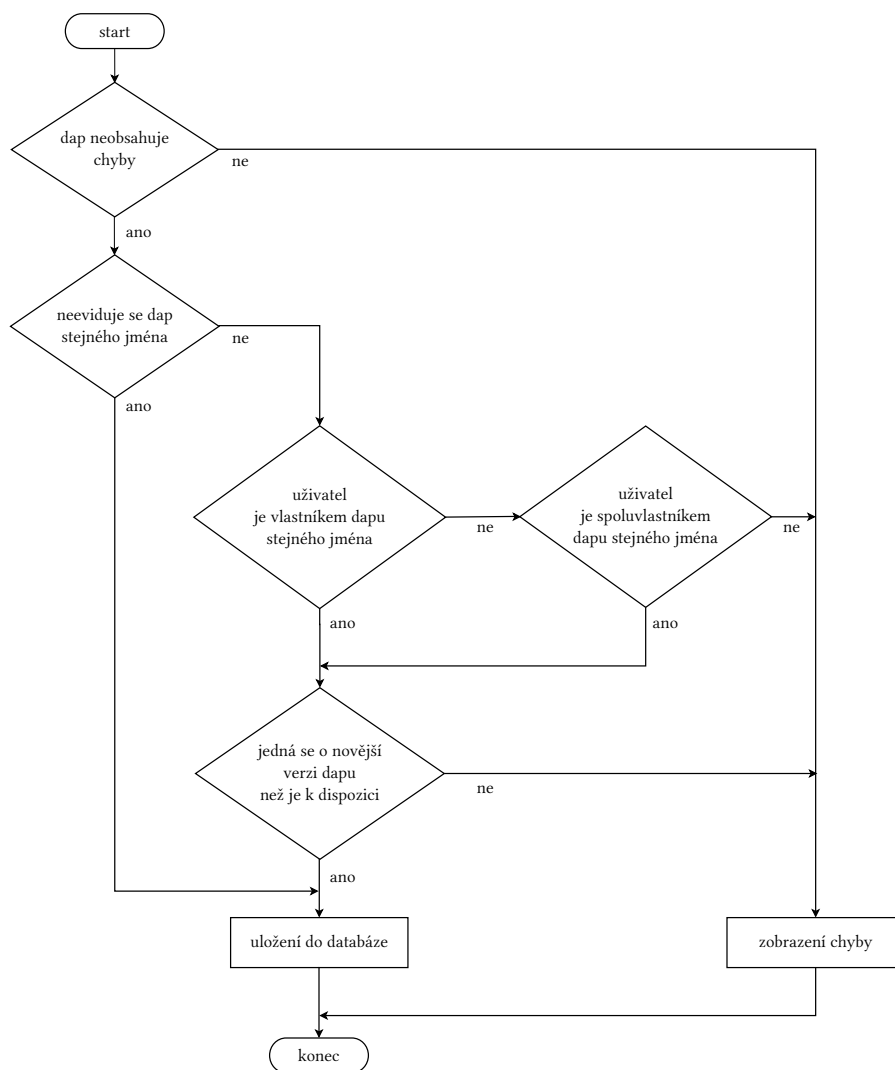 start
dap neobsahuje
chyby
ne
ano
neeviduje se dap
stejného jména
ne
ano
uživatel
je vlastníkem dapu
stejného jména
ne
uživatel
je spoluvlastníkem
dapu stejného jména
ne
ano
ano
jedná se o novější
verzi dapu
než je k dispozici
ne
ano
uložení do databáze
zobrazení chyby
konec